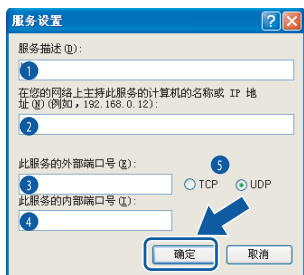 服务设置
服务描述(D):
1
在您的网络上主持此服务的计算机的名称或 IP 地
址(N)(例如，192.168.0.12):
2
此服务的外部端口号(E):
5
3
TCP
UDP
此服务的内部端口号(I):
4
确定
取消